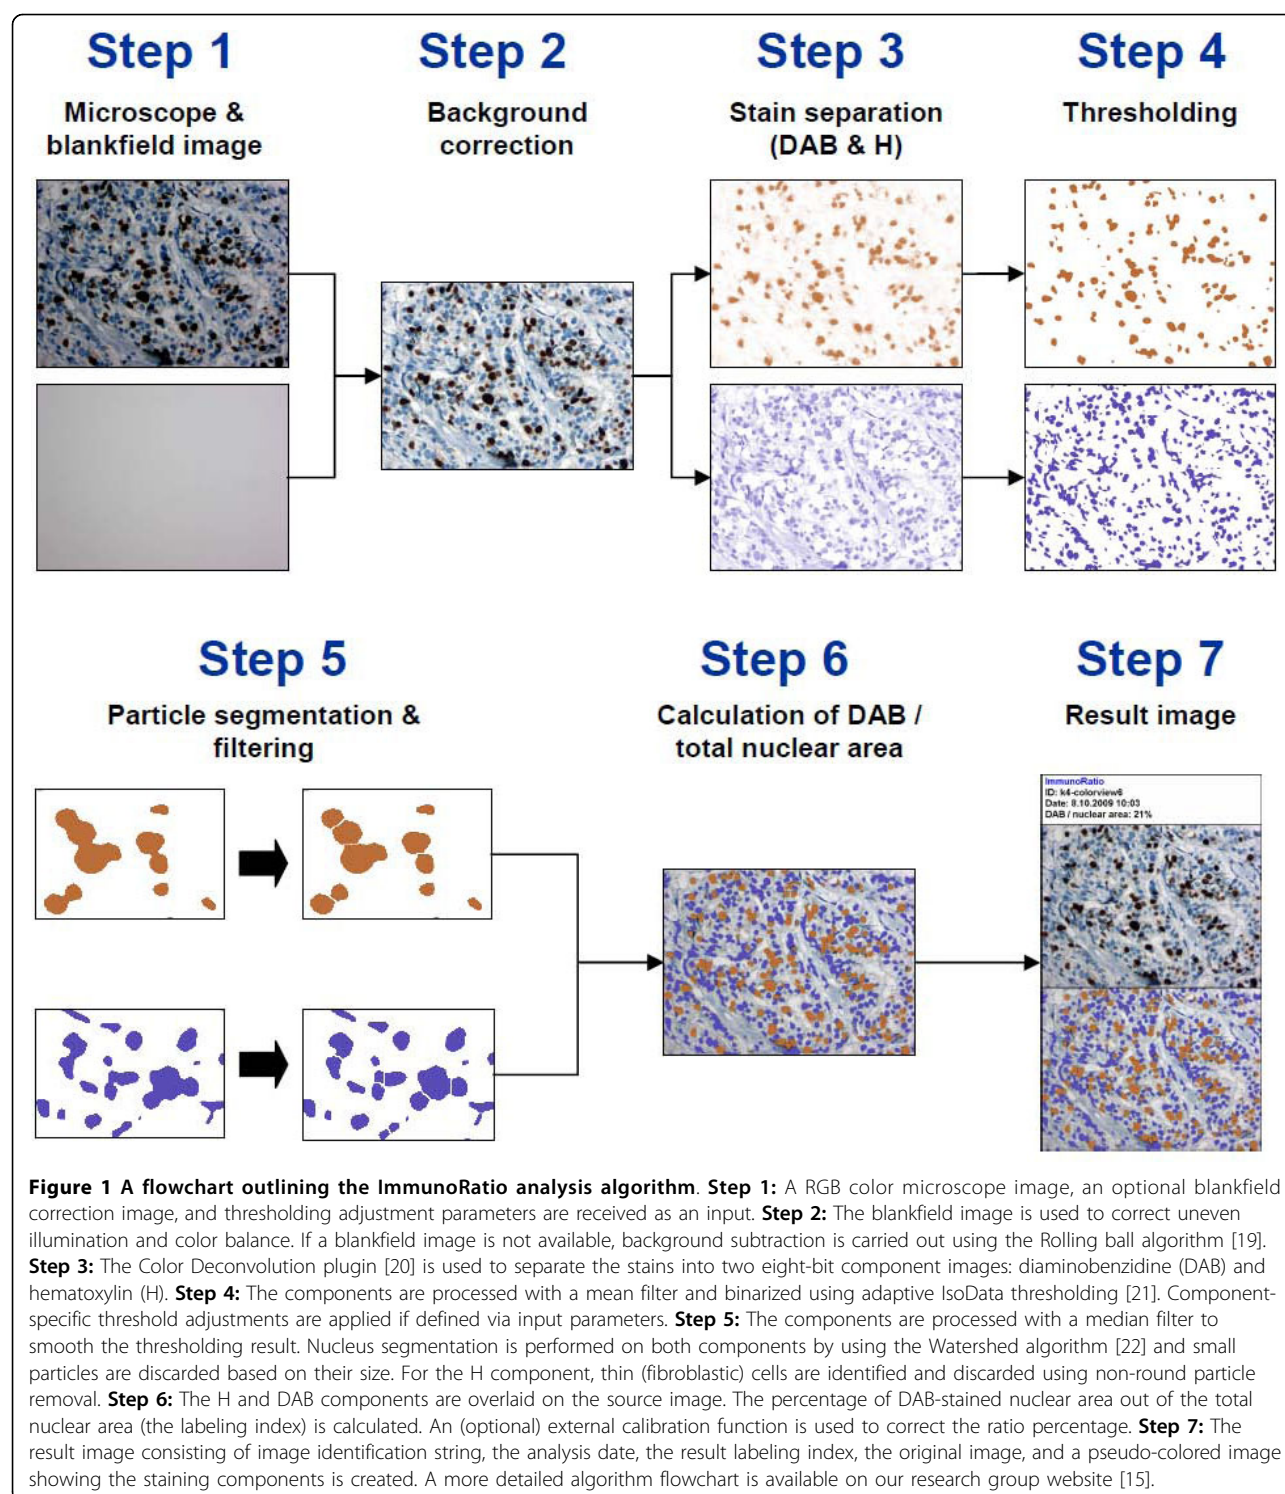 Step 1
Step 2
Step 3
Step 4
Microscope &
blankfield image
Background
correction
Stain separation
(DAB & H)
Thresholding
Step 5
Step 6
Step 7
Particle segmentation &
filtering
Calculation of DAB /
total nuclear area
Result image
ImmunoRatio
ID: k4-colorview6
Date: 8.10.2009 10:03
DAB / nuclear area: 21%
Figure 1 A flowchart outlining the ImmunoRatio analysis algorithm. Step 1: A RGB color microscope image, an optional blankfield
correction image, and thresholding adjustment parameters are received as an input. Step 2: The blankfield image is used to correct uneven
illumination and color balance. If a blankfield image is not available, background subtraction is carried out using the Rolling ball algorithm [19].
Step 3: The Color Deconvolution plugin [20] is used to separate the stains into two eight-bit component images: diaminobenzidine (DAB) and
hematoxylin (H). Step 4: The components are processed with a mean filter and binarized using adaptive IsoData thresholding [21]. Component-
specific threshold adjustments are applied if defined via input parameters. Step 5: The components are processed with a median filter to
smooth the thresholding result. Nucleus segmentation is performed on both components by using the Watershed algorithm [22] and small
particles are discarded based on their size. For the H component, thin (fibroblastic) cells are identified and discarded using non-round particle
removal. Step 6: The H and DAB components are overlaid on the source image. The percentage of DAB-stained nuclear area out of the total
nuclear area (the labeling index) is calculated. An (optional) external calibration function is used to correct the ratio percentage. Step 7: The
result image consisting of image identification string, the analysis date, the result labeling index, the original image, and a pseudo-colored image
showing the staining components is created. A more detailed algorithm flowchart is available on our research group website [15].